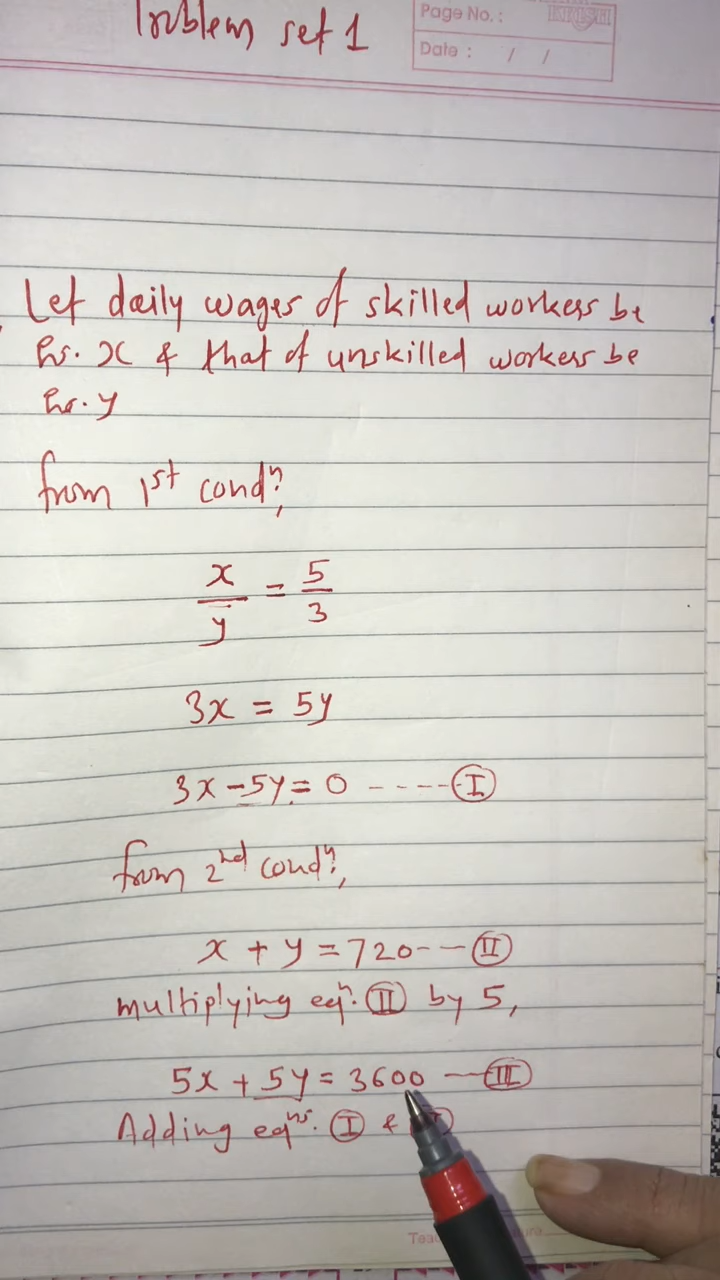 Problem set 1
Page No. :
Date : / /
Let daily wages of skilled workers be
Rs. x & that of unskilled workers be
Rs. y
from 1st condⁿ,
x/y = 5/3
3x = 5y
3x - 5y = 0 ----- I
from 2nd condⁿ,
x + y = 720 --- II
multiplying eqⁿ. II by 5,
5x + 5y = 3600 — III
Adding eqⁿˢ. I &